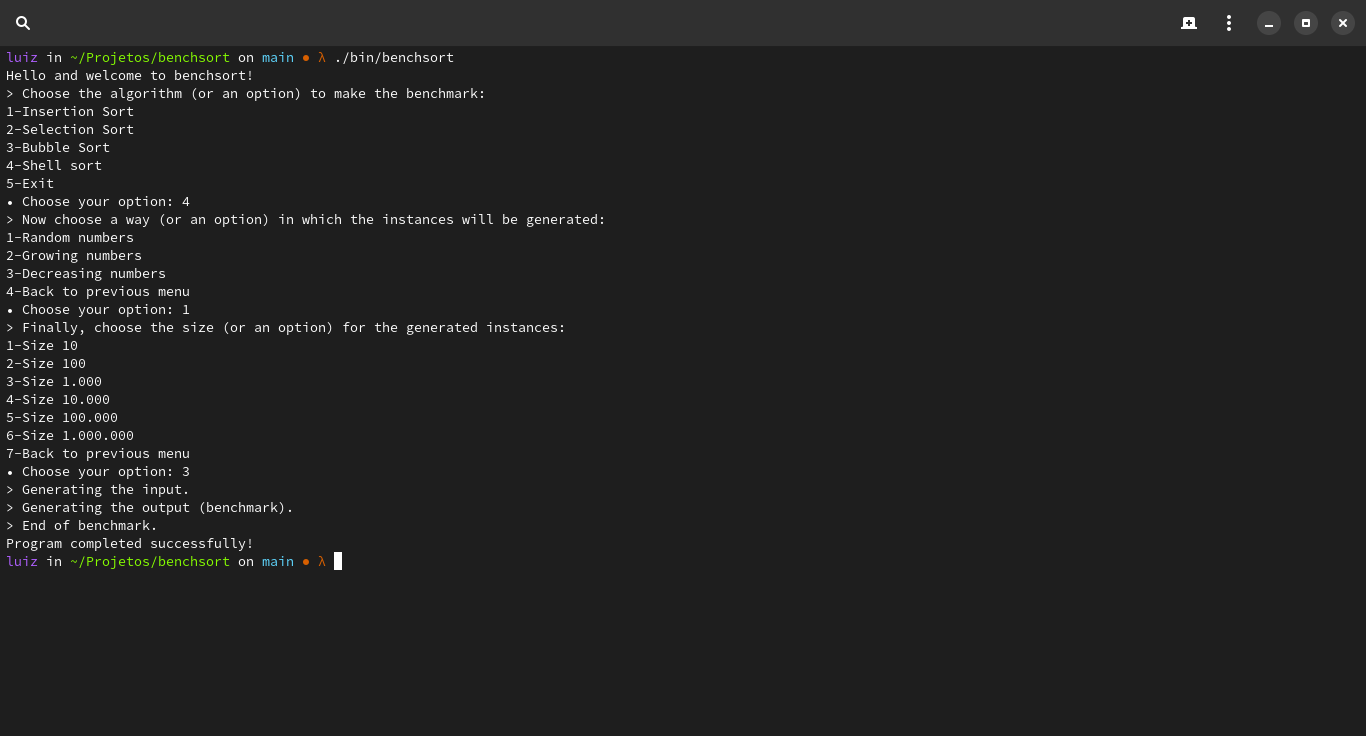 luiz in ~/Projetos/benchsort on main • λ ./bin/benchsort
Hello and welcome to benchsort!
> Choose the algorithm (or an option) to make the benchmark:
1-Insertion Sort
2-Selection Sort
3-Bubble Sort
4-Shell sort
5-Exit
• Choose your option: 4
> Now choose a way (or an option) in which the instances will be generated:
1-Random numbers
2-Growing numbers
3-Decreasing numbers
4-Back to previous menu
• Choose your option: 1
> Finally, choose the size (or an option) for the generated instances:
1-Size 10
2-Size 100
3-Size 1.000
4-Size 10.000
5-Size 100.000
6-Size 1.000.000
7-Back to previous menu
• Choose your option: 3
> Generating the input.
> Generating the output (benchmark).
> End of benchmark.
Program completed successfully!
luiz in ~/Projetos/benchsort on main • λ